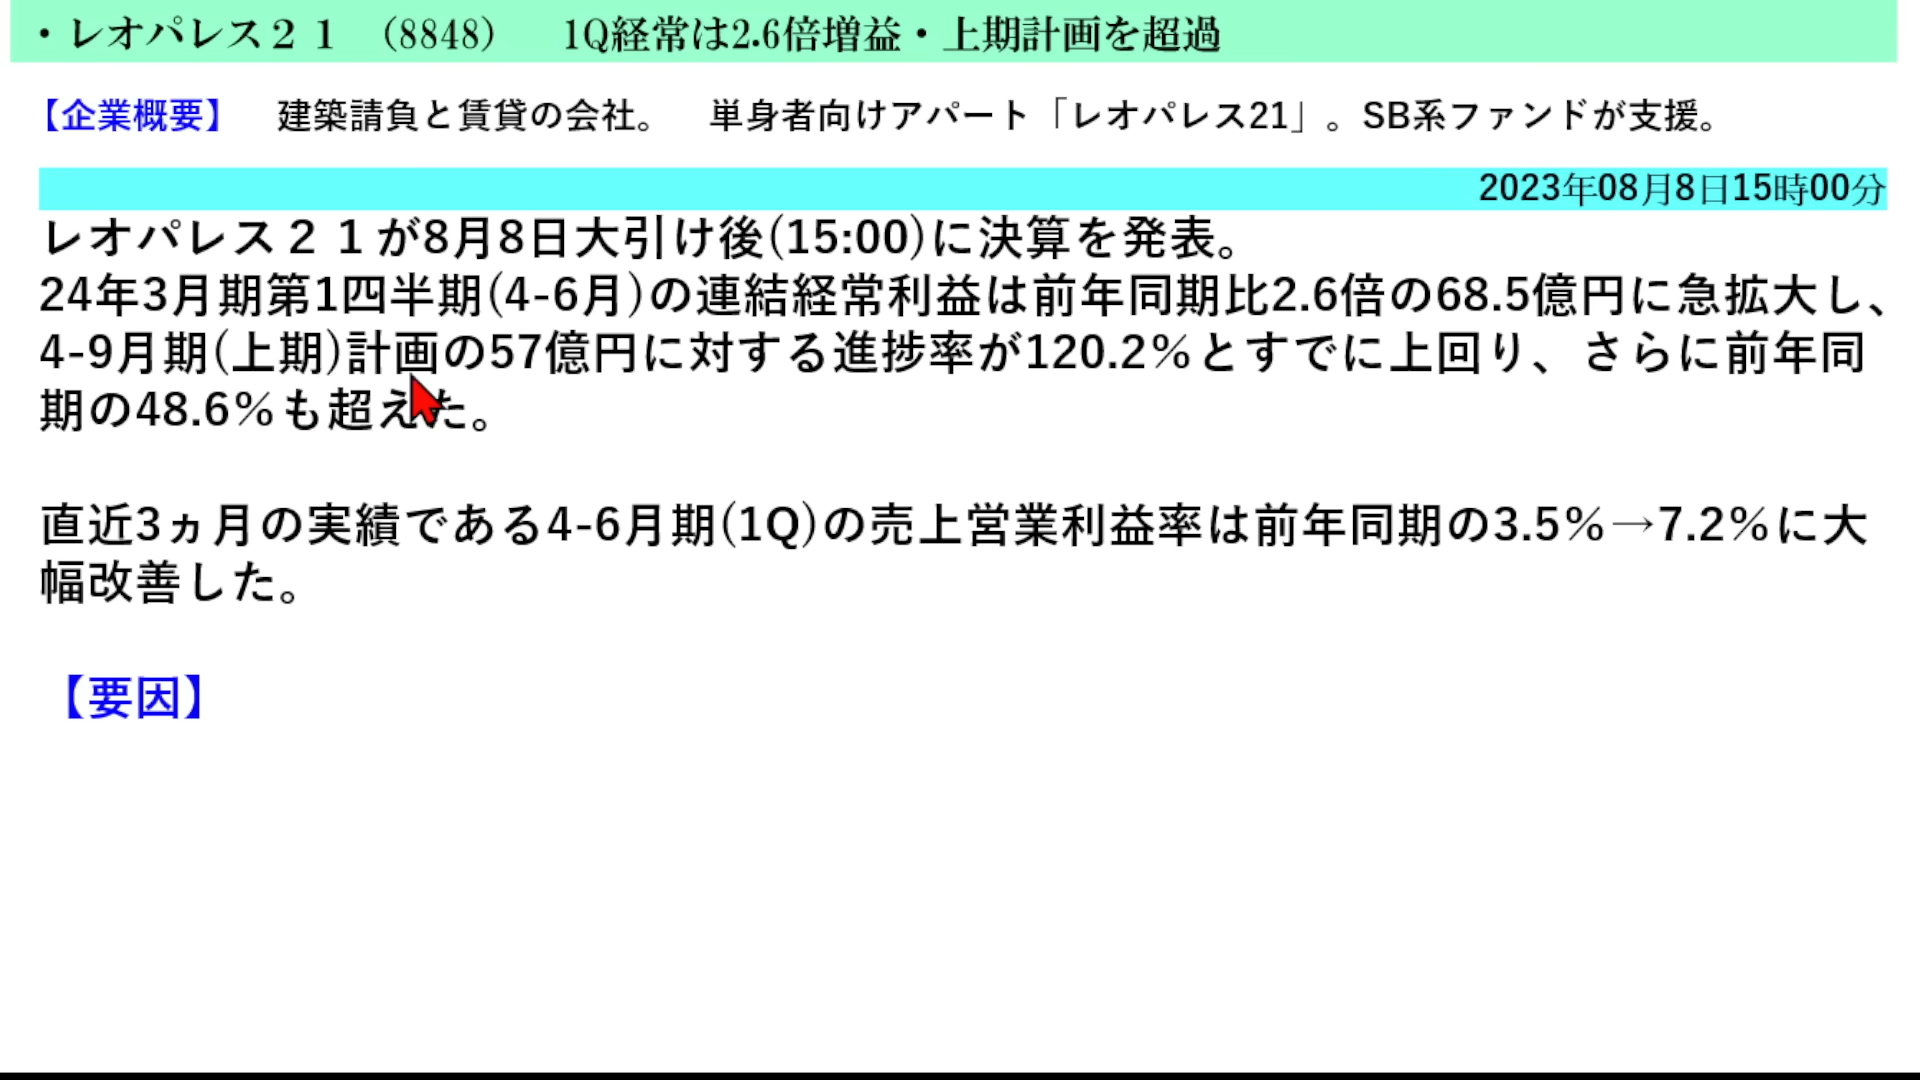 ・レオパレス２１　（8848）　1Q経常は2.6倍増益・上期計画を超過
【企業概要】　建築請負と賃貸の会社。　単身者向けアパート「レオパレス21」。SB系ファンドが支援。
2023年08月8日15時00分
レオパレス２１が8月8日大引け後(15:00)に決算を発表。
24年3月期第1四半期(4-6月)の連結経常利益は前年同期比2.6倍の68.5億円に急拡大し、
4-9月期(上期)計画の57億円に対する進捗率が120.2%とすでに上回り、さらに前年同
期の48.6%も超えた。
直近3ヵ月の実績である4-6月期(1Q)の売上営業利益率は前年同期の3.5%→7.2%に大
幅改善した。
【要因】